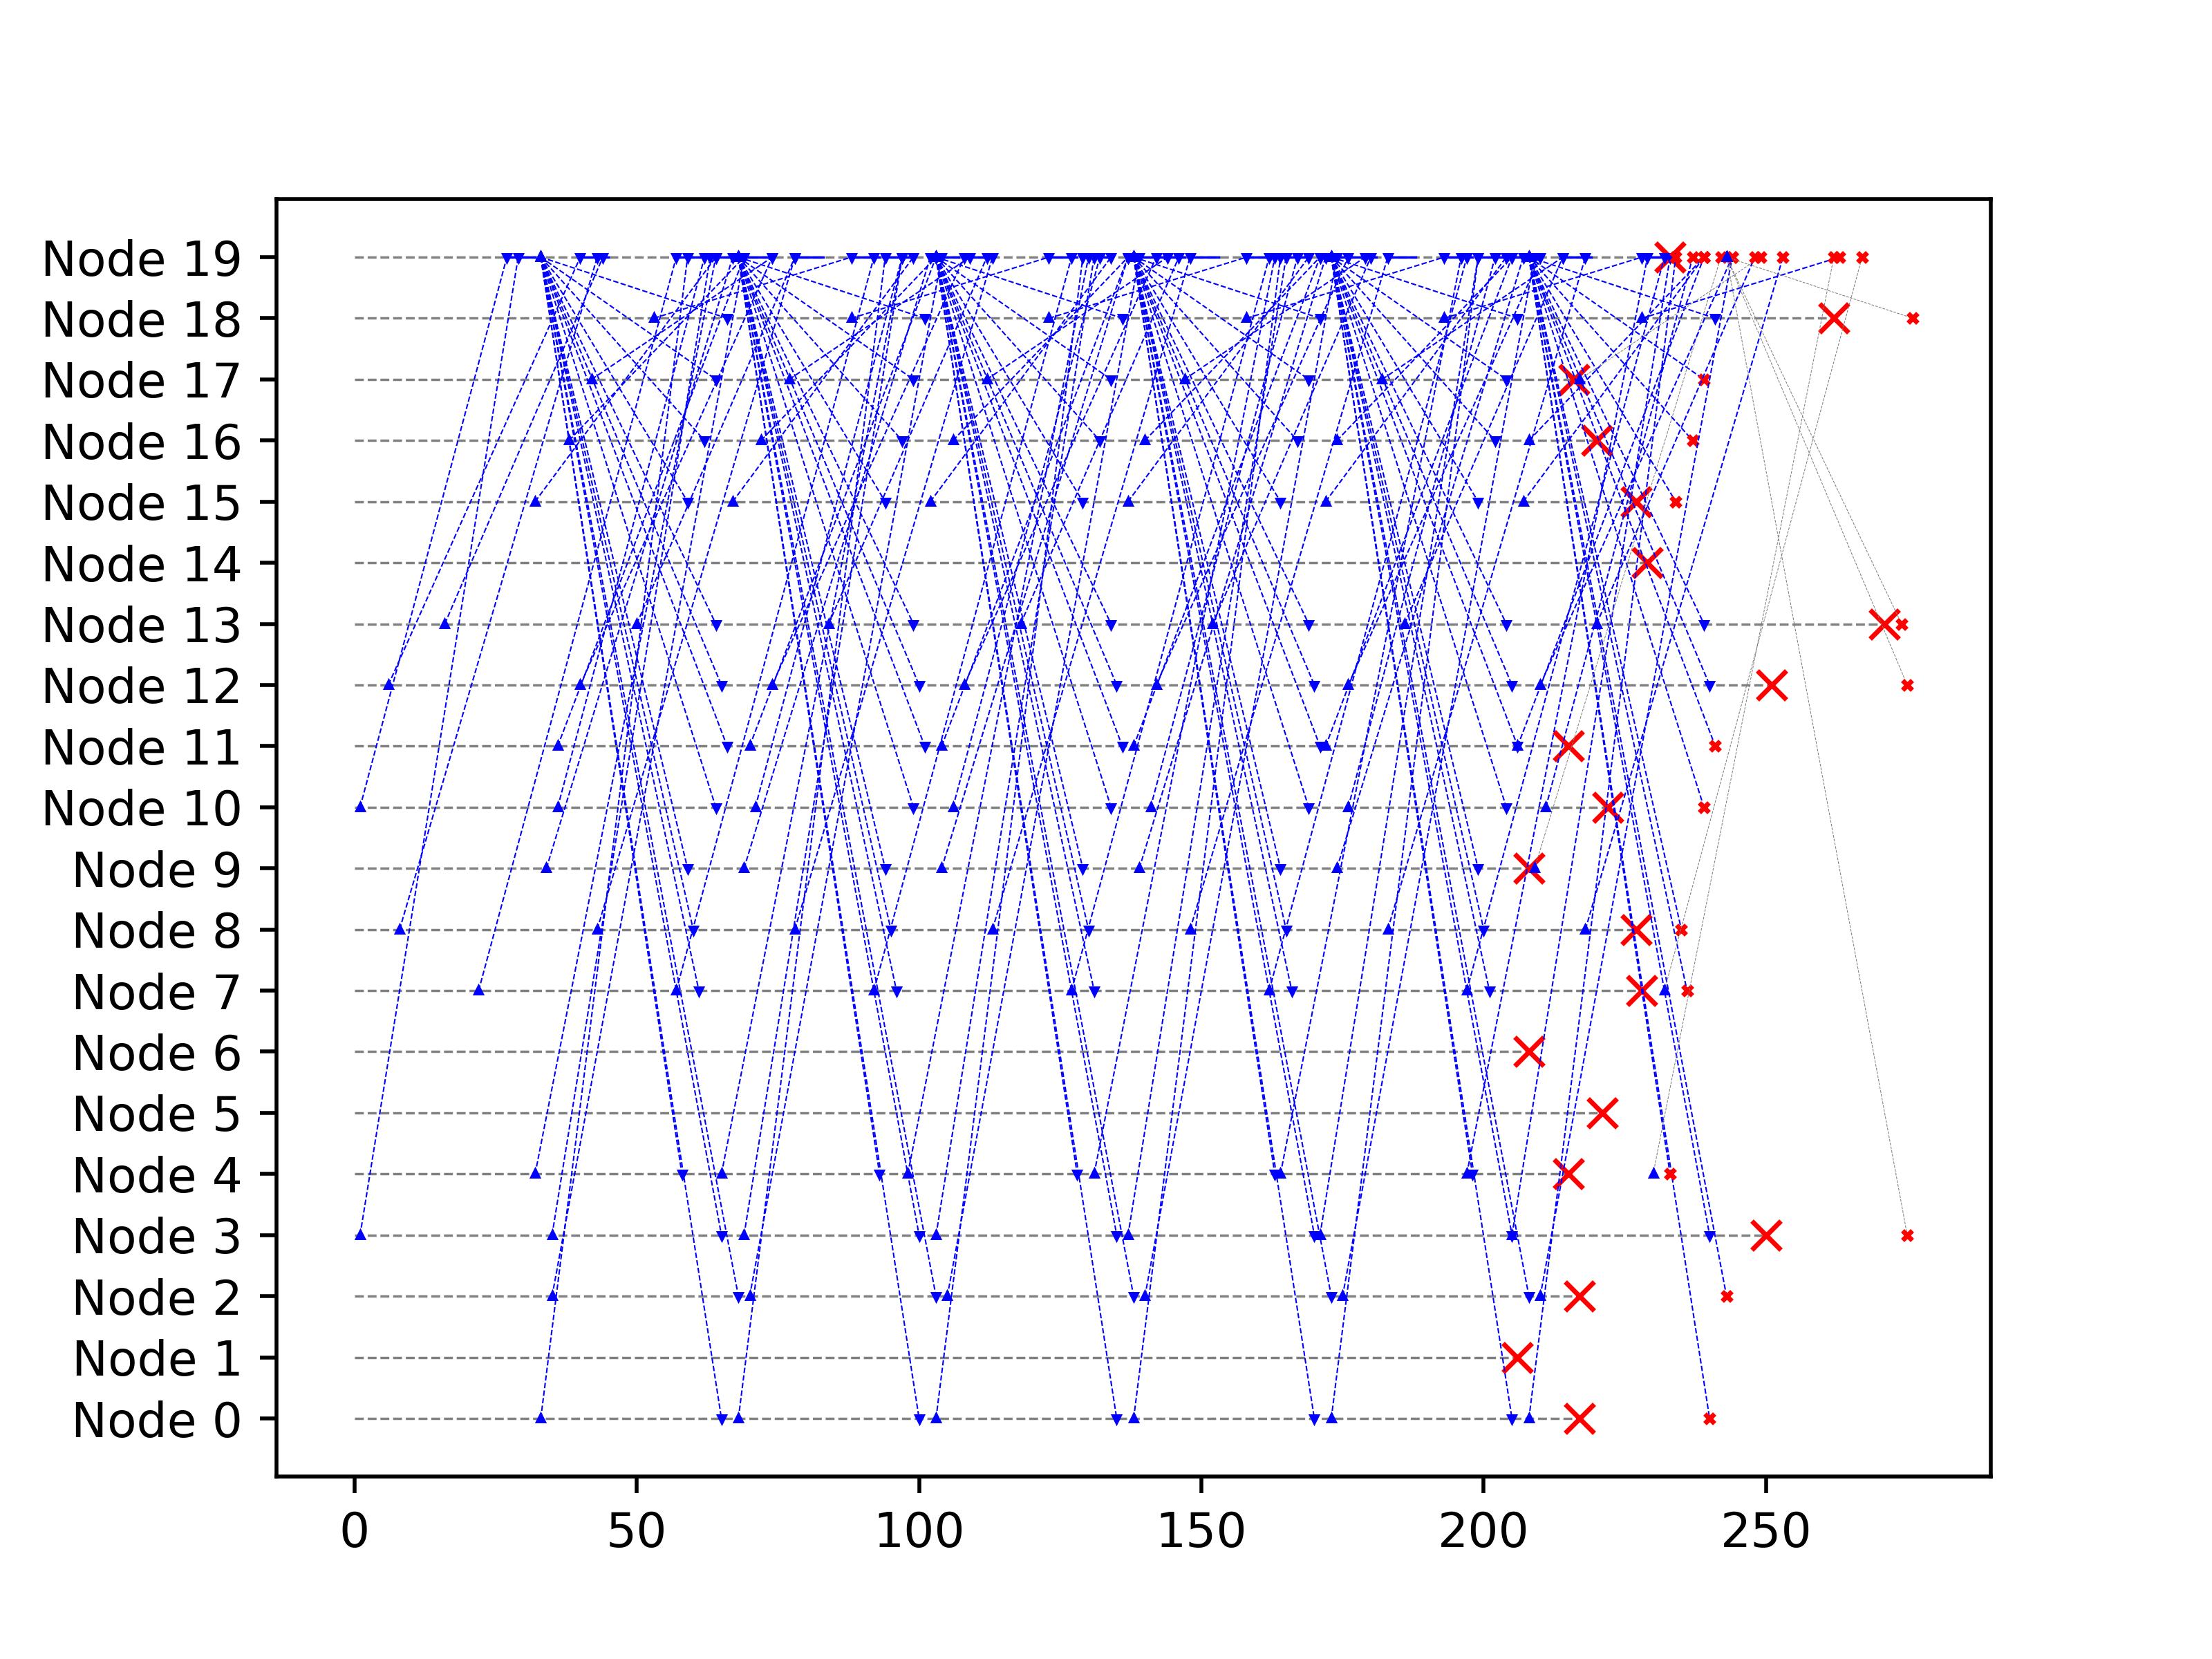 Node 19
Node 18
Node 17
Node 16
Node 15
Node 14
Node 13
Node 12
Node 11
Node 10
Node 9
Node 8
Node 7
Node 6
Node 5
Node 4
Node 3
Node 2
Node 1
Node 0
0 50 100 150 200 250